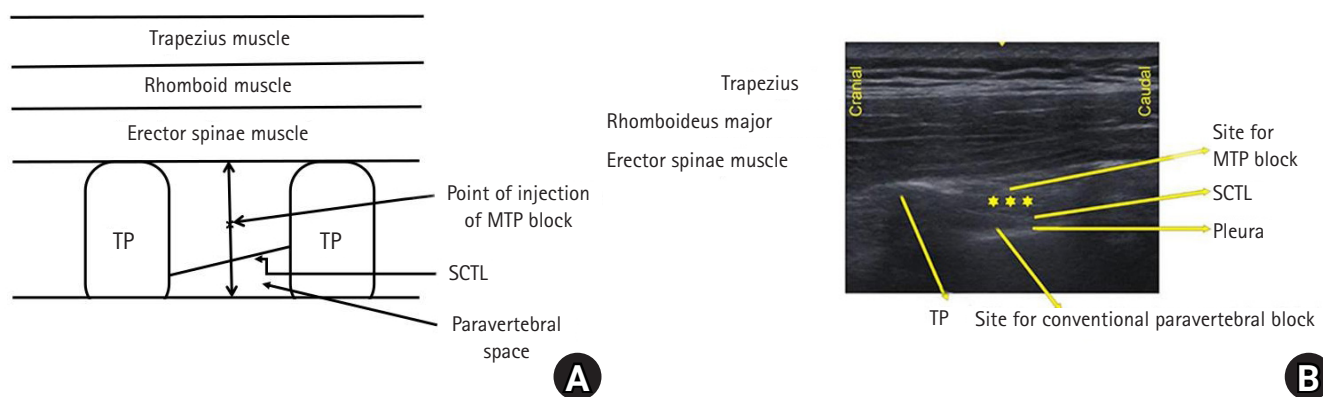 Trapezius muscle
Rhomboid muscle
Erector spinae muscle
TP
TP
Point of injection
of MTP block
SCTL
Paravertebral
space
A
Trapezius
Rhomboideus major
Erector spinae muscle
Cranial
Caudal
Site for
MTP block
SCTL
Pleura
TP
Site for conventional paravertebral block
B